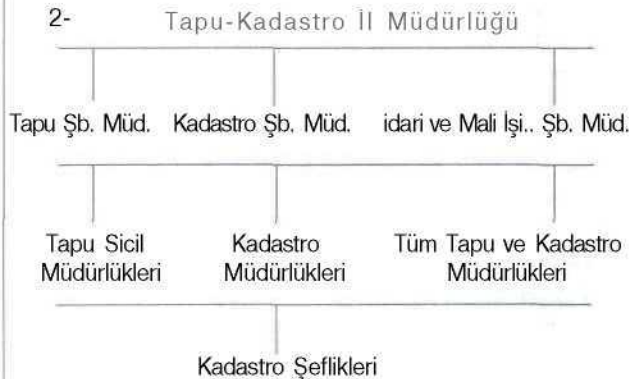 2- Tapu-Kadastro İl Müdürlüğü
Tapu Şb. Müd. Kadastro Şb. Müd. idari ve Mali İşi.. Şb. Müd.
Tapu Sicil Kadastro Tüm Tapu ve Kadastro
Müdürlükleri Müdürlükleri Müdürlükleri
Kadastro Şeflikleri